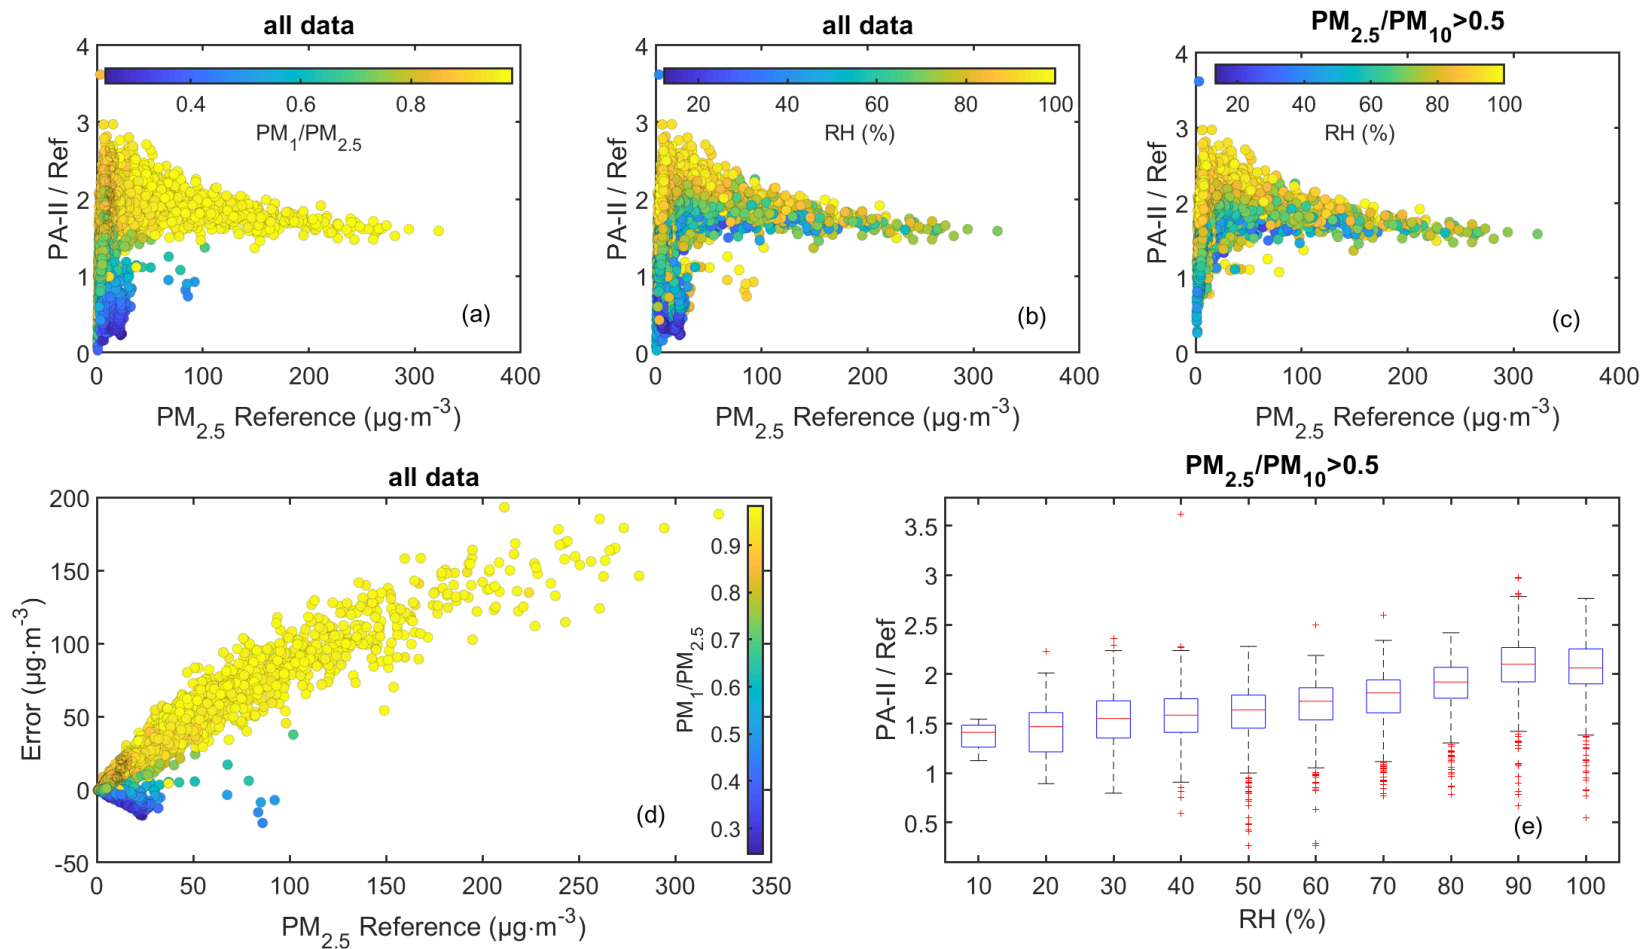 all data
4
3
2
1
0
0.4 0.6 0.8
PM1/PM2.5
PA-II / Ref
(a)
0 100 200 300 400
PM2.5 Reference (µg·m-3)
all data
4
3
2
1
0
20 40 60 80 100
RH (%)
PA-II / Ref
(b)
0 100 200 300 400
PM2.5 Reference (µg·m-3)
PM2.5/PM10>0.5
4
3
2
1
0
20 40 60 80 100
RH (%)
PA-II / Ref
(c)
0 100 200 300 400
PM2.5 Reference (µg·m-3)
all data
200
150
100
50
0
-50
Error (µg·m-3)
0.9
0.8
0.7
0.6
0.5
0.4
0.3
PM1/PM2.5
(d)
0 50 100 150 200 250 300 350
PM2.5 Reference (µg·m-3)
PM2.5/PM10>0.5
3.5
3
2.5
2
1.5
1
0.5
PA-II / Ref
(e)
10 20 30 40 50 60 70 80 90 100
RH (%)